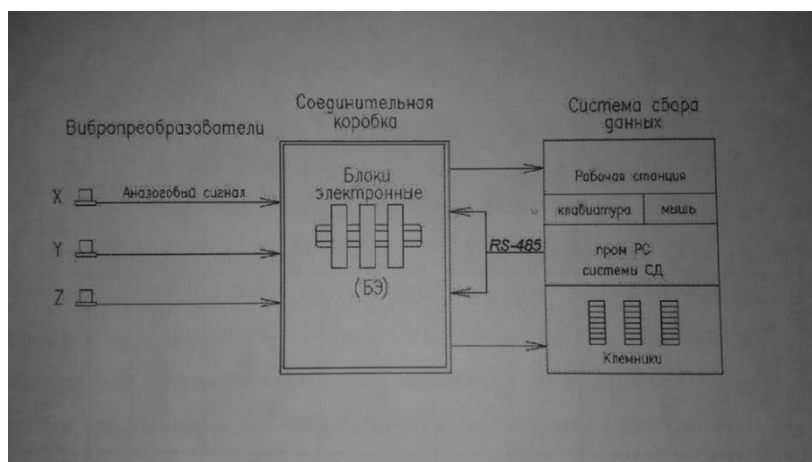 Вибропреобразователи
Соединительная
коробка
Система сбора
данных
X
Аналоговый сигнал
Y
Z
Блоки
электронные
(БЭ)
RS-485
Рабочая станция
клавиатура
мышь
пром PC
системы СД
Клемники